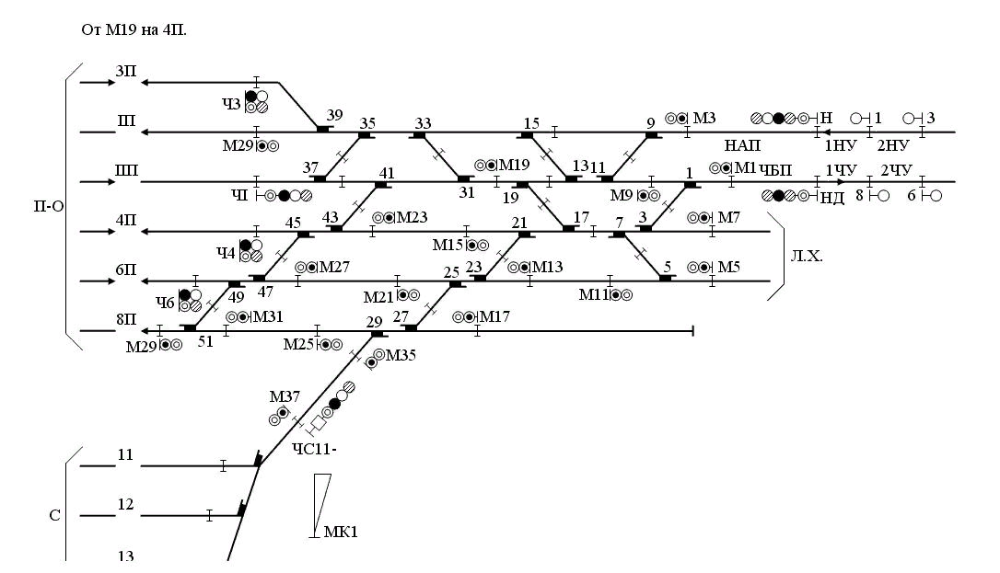 От М19 на 4П.
3П
Ч3
39
35
33
15
9
М3
Н
1
3
IП
М29
НАП
1НУ
2НУ
IIП
37
41
М19
31
13
11
1
М1
ЧБП
1ЧУ
2ЧУ
ЧI
19
М9
НД
8
6
П-О
4П
45
43
М23
21
17
7
3
М7
Ч4
М15
Л.Х.
6П
47
М27
25
23
М13
5
М5
Ч6
49
М21
М11
8П
51
М31
29
27
М17
М29
М25
М35
М37
ЧС11-
11
С
12
МК1
13